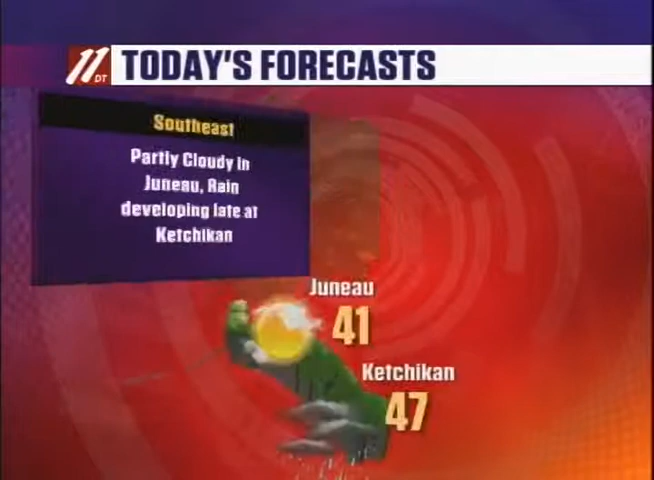 11 DT TODAY'S FORECASTS
Southeast
Partly Cloudy in
Juneau, Rain
developing late at
Ketchikan
Juneau
41
Ketchikan
47